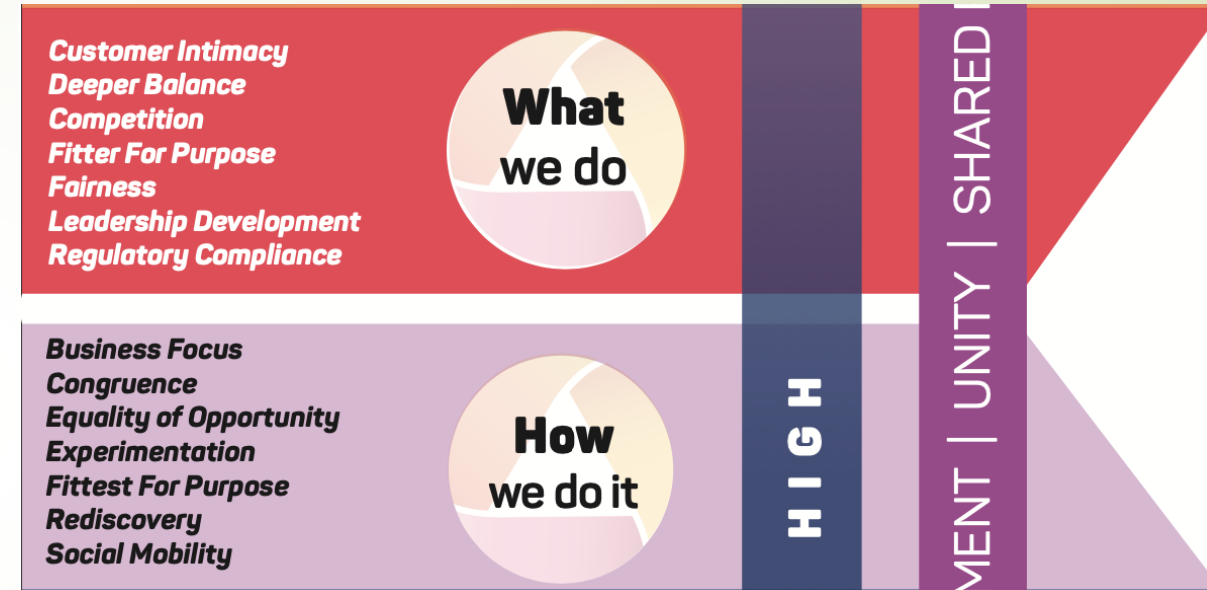 Customer Intimacy
Deeper Balance
Competition
Fitter For Purpose
Fairness
Leadership Development
Regulatory Compliance
What
we do
Business Focus
Congruence
Equality of Opportunity
Experimentation
Fittest For Purpose
Rediscovery
Social Mobility
How
we do it
HIGH
MENT | UNITY | SHARED